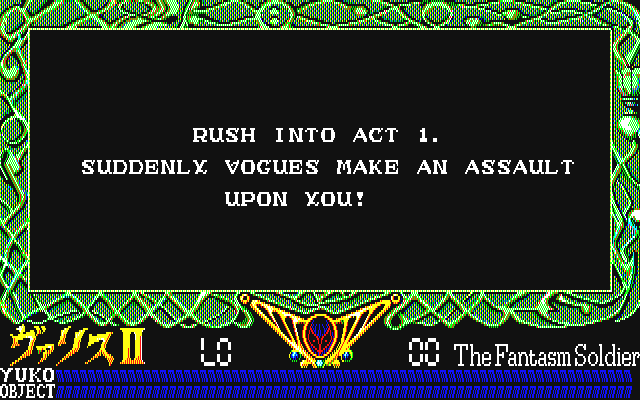 RUSH INTO ACT 1.
SUDDENLY VOGUES MAKE AN ASSAULT
UPON YOU!
ヴァリスII LO 00 The Fantasm Soldier
YUKO
OBJECT